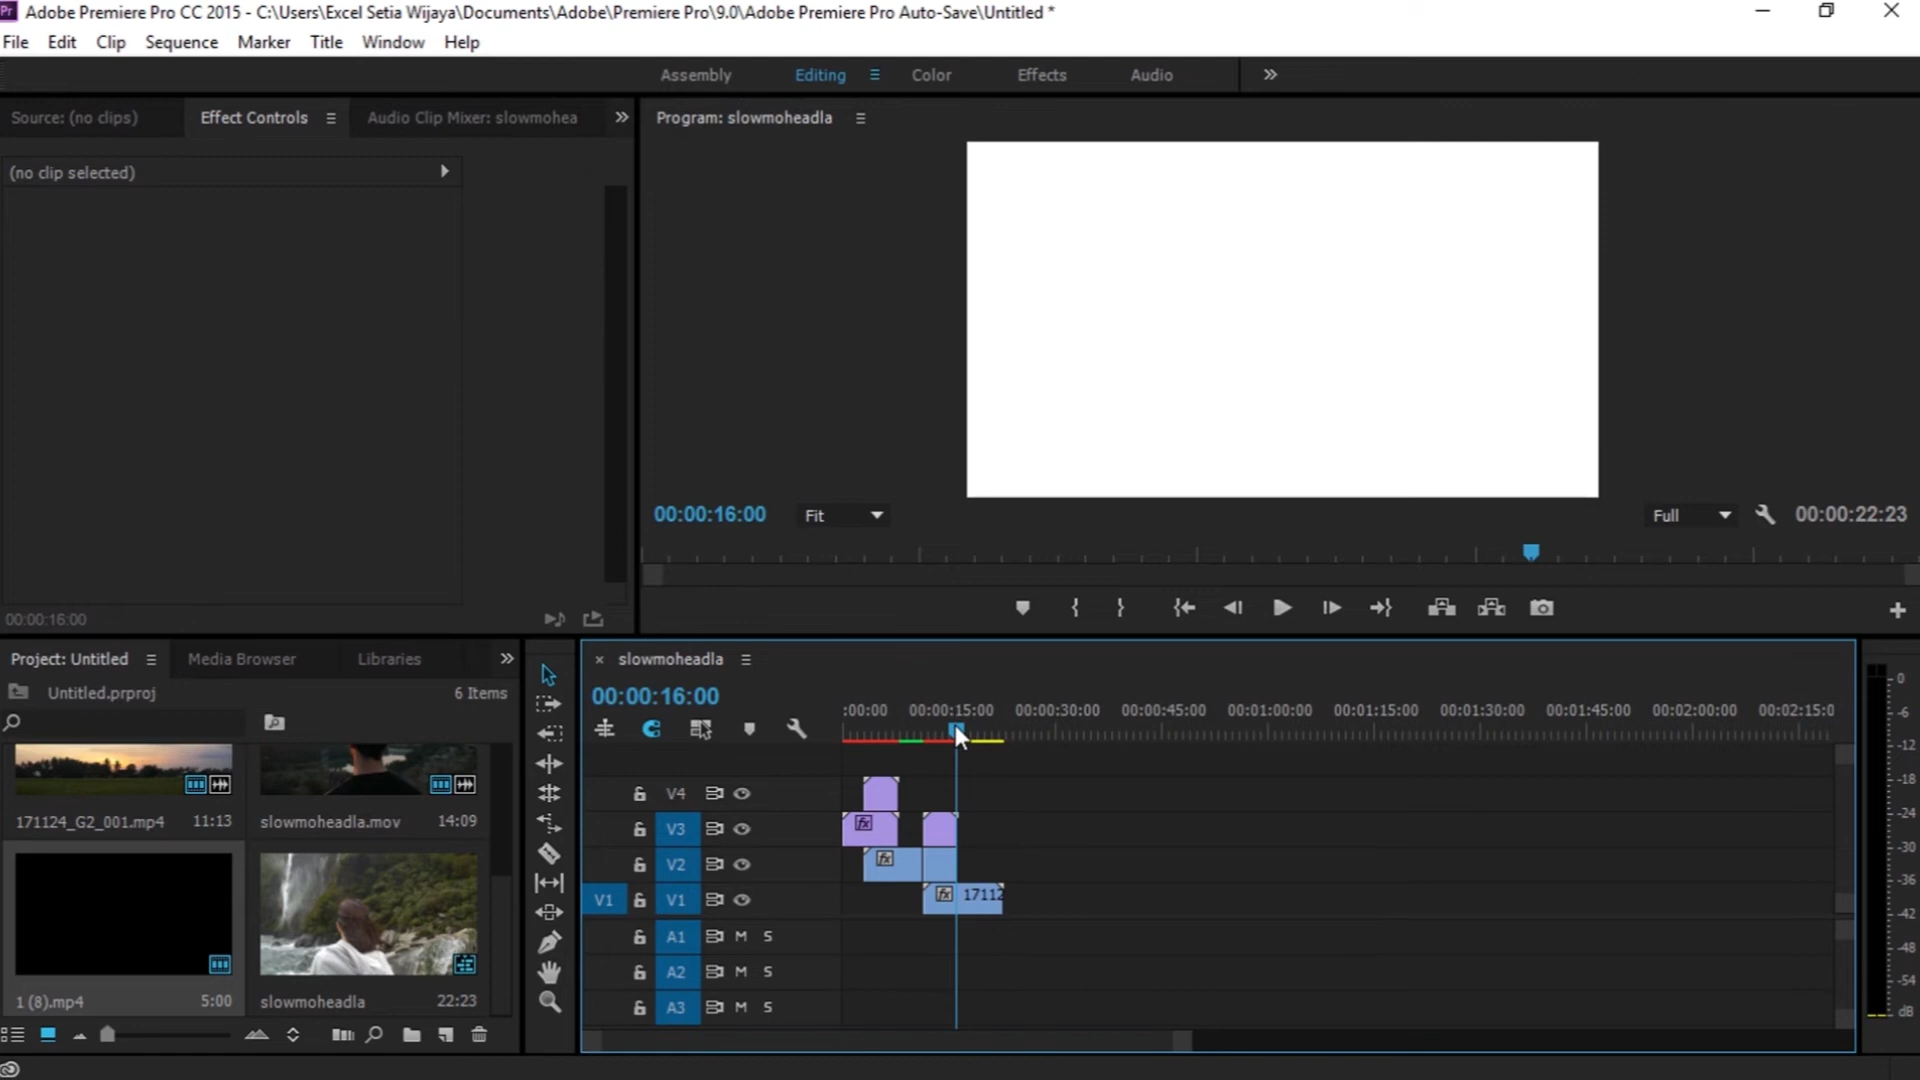 Pr Adobe Premiere Pro CC 2015 - C:\Users\Excel Setia Wijaya\Documents\Adobe\Premiere Pro\9.0\Adobe Premiere Pro Auto-Save\Untitled *
File Edit Clip Sequence Marker Title Window Help
Assembly Editing Color Effects Audio
Source: (no clips) Effect Controls Audio Clip Mixer: slowmohea
Program: slowmoheadla
(no clip selected)
00:00:16:00 Fit Full 00:00:22:23
00:00:16:00
Project: Untitled Media Browser Libraries
Untitled.prproj 6 Items
171124_G2_001.mp4 11:13
slowmoheadla.mov 14:09
1 (8).mp4 5:00
slowmoheadla 22:23
slowmoheadla
00:00:16:00
:00:00 00:00:15:00 00:00:30:00 00:00:45:00 00:01:00:00 00:01:15:00 00:01:30:00 00:01:45:00 00:02:00:00 00:02:15:0
V4
V3 fx
V2 fx
V1 V1 fx 17112
A1 M S
A2 M S
A3 M S
0
-6
-12
-18
-24
-30
-36
-42
-48
-54
dB